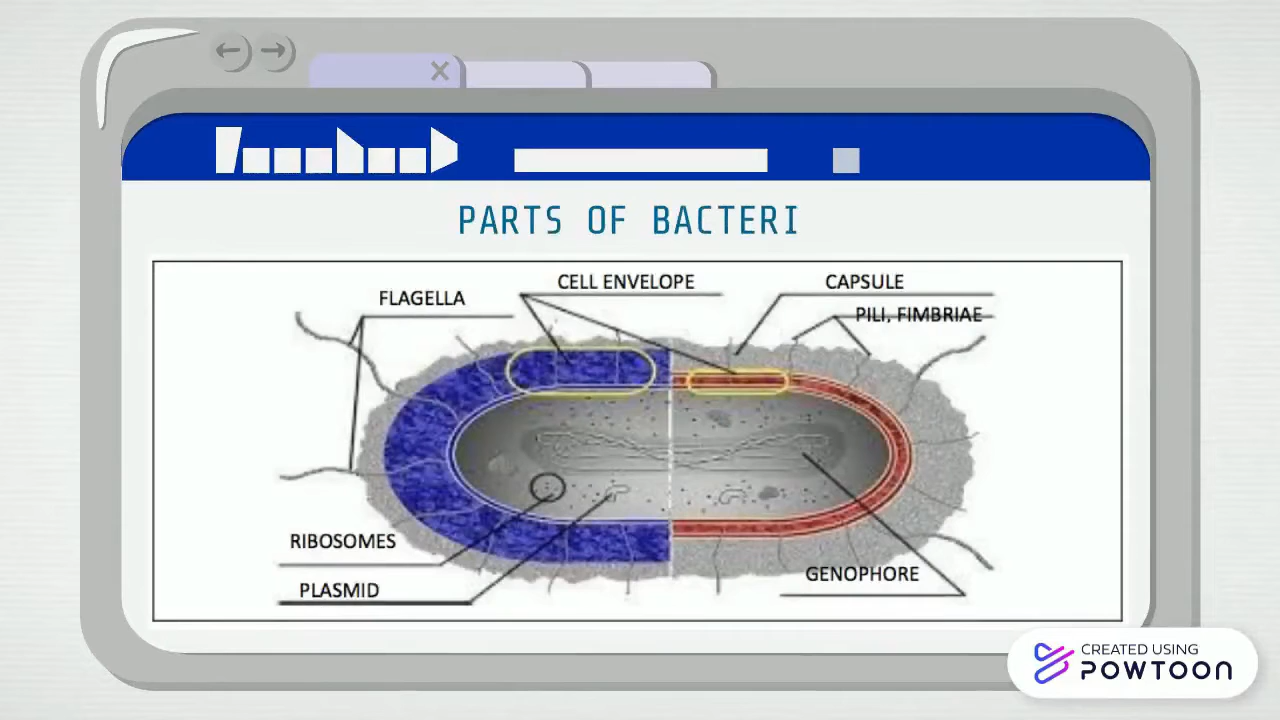 PARTS OF BACTERI
CELL ENVELOPE
CAPSULE
FLAGELLA
PILI, FIMBRIAE
RIBOSOMES
GENOPHORE
PLASMID
CREATED USING
POWTOON